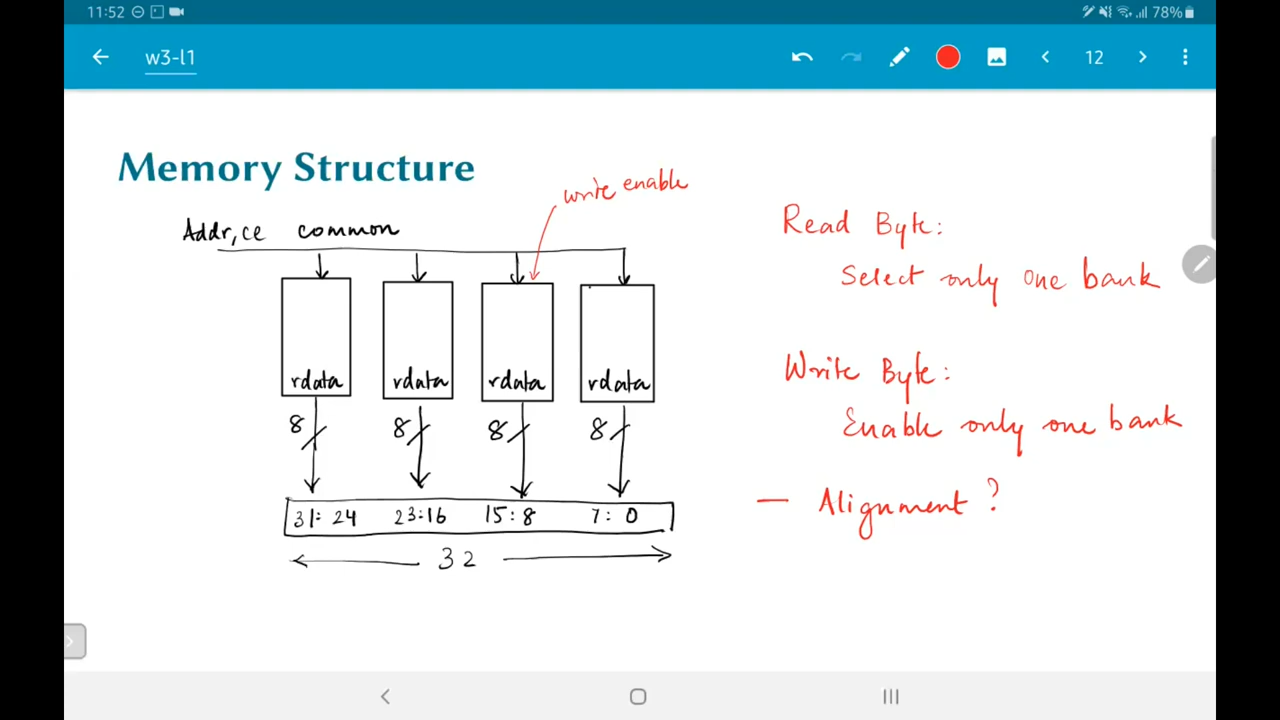 11:52
78%
w3-l1
12
Memory Structure
write enable
Addr, ce common
rdata rdata rdata rdata
8 8 8 8
31:24 23:16 15:8 7:0
32
Read Byte:
Select only one bank
Write Byte:
Enable only one bank
— Alignment?